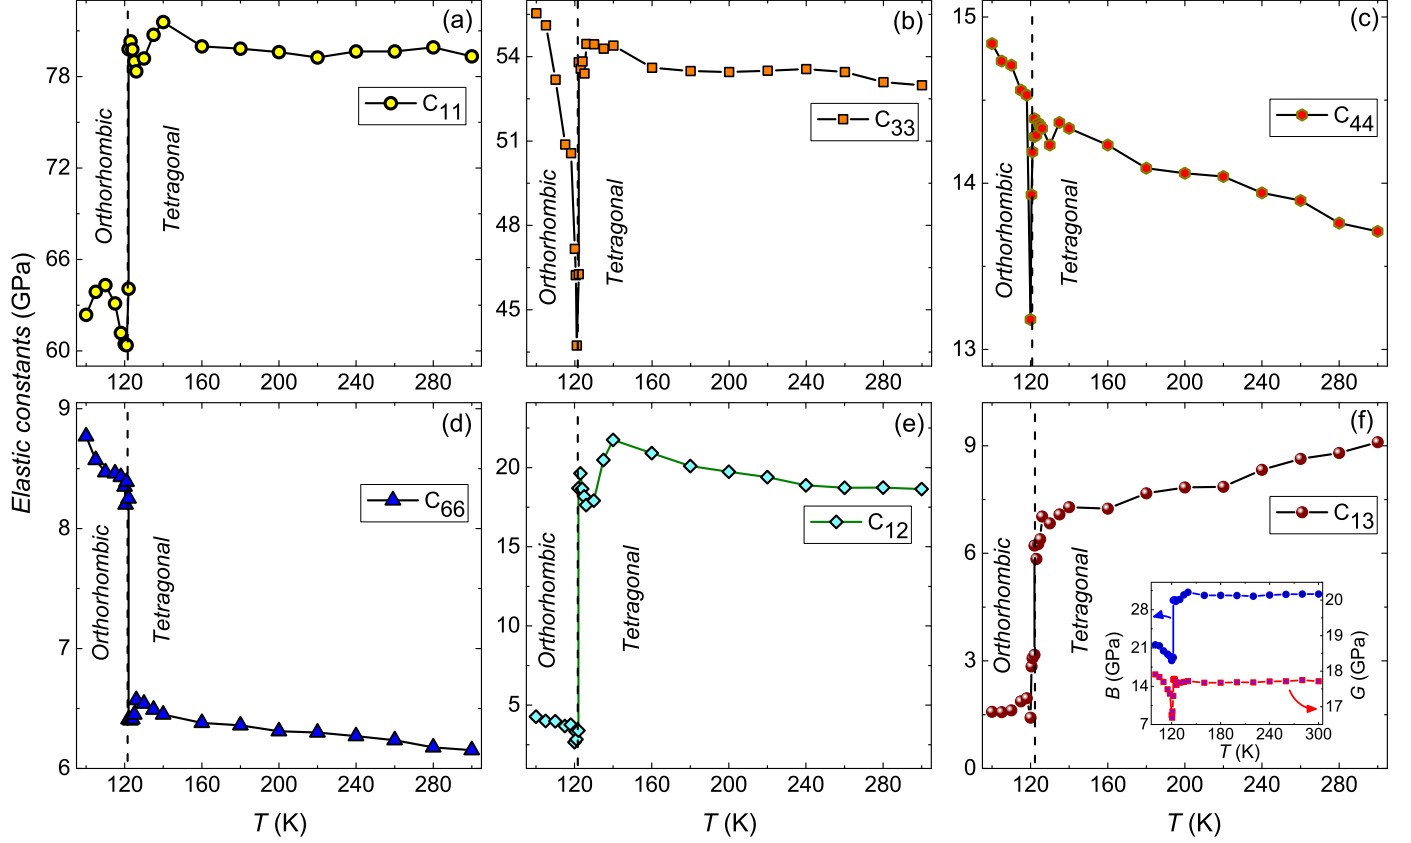 Elastic constants (GPa)
(a)
C11
Orthorhombic
Tetragonal
78
72
66
60
120 160 200 240 280
(b)
C33
Orthorhombic
Tetragonal
54
51
48
45
120 160 200 240 280
(c)
C44
Orthorhombic
Tetragonal
15
14
13
120 160 200 240 280
(d)
C66
Orthorhombic
Tetragonal
9
8
7
6
120 160 200 240 280
T (K)
(e)
C12
Orthorhombic
Tetragonal
20
15
10
5
120 160 200 240 280
T (K)
(f)
C13
Orthorhombic
Tetragonal
9
6
3
0
120 160 200 240 280
T (K)
B (GPa)
28
21
14
7
G (GPa)
20
19
18
17
120 180 240 300
T (K)